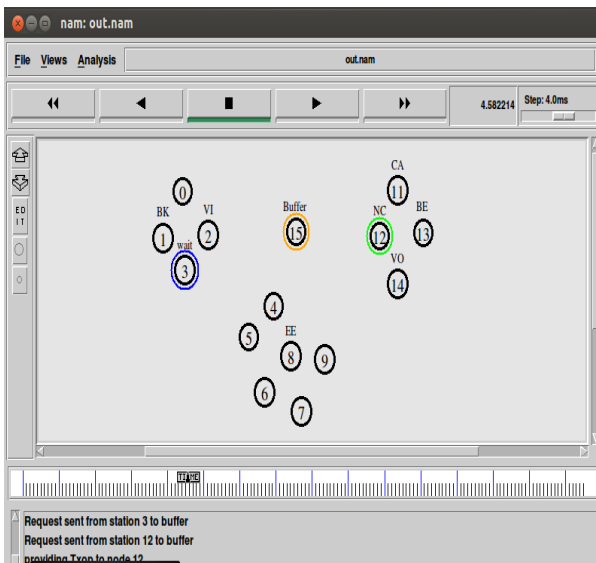 nam: out.nam
File Views Analysis out.nam
4.582214 Step: 4.0ms
ED
IT
CA
0 11
BK VI Buffer NC BE
1 2 15 12 13
wait
3 VO
14
4
5 EE
8 9
6
7
TIME
Request sent from station 3 to buffer
Request sent from station 12 to buffer
providing Txop to node 12